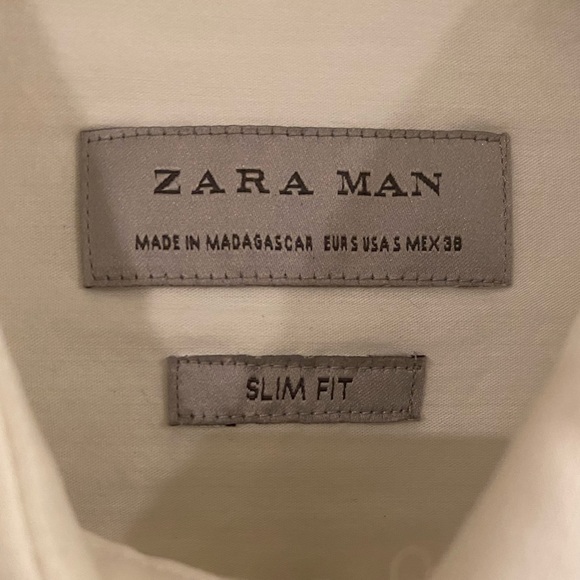 ZARA MAN
MADE IN MADAGASCAR EUR S USA S MEX 38
SLIM FIT